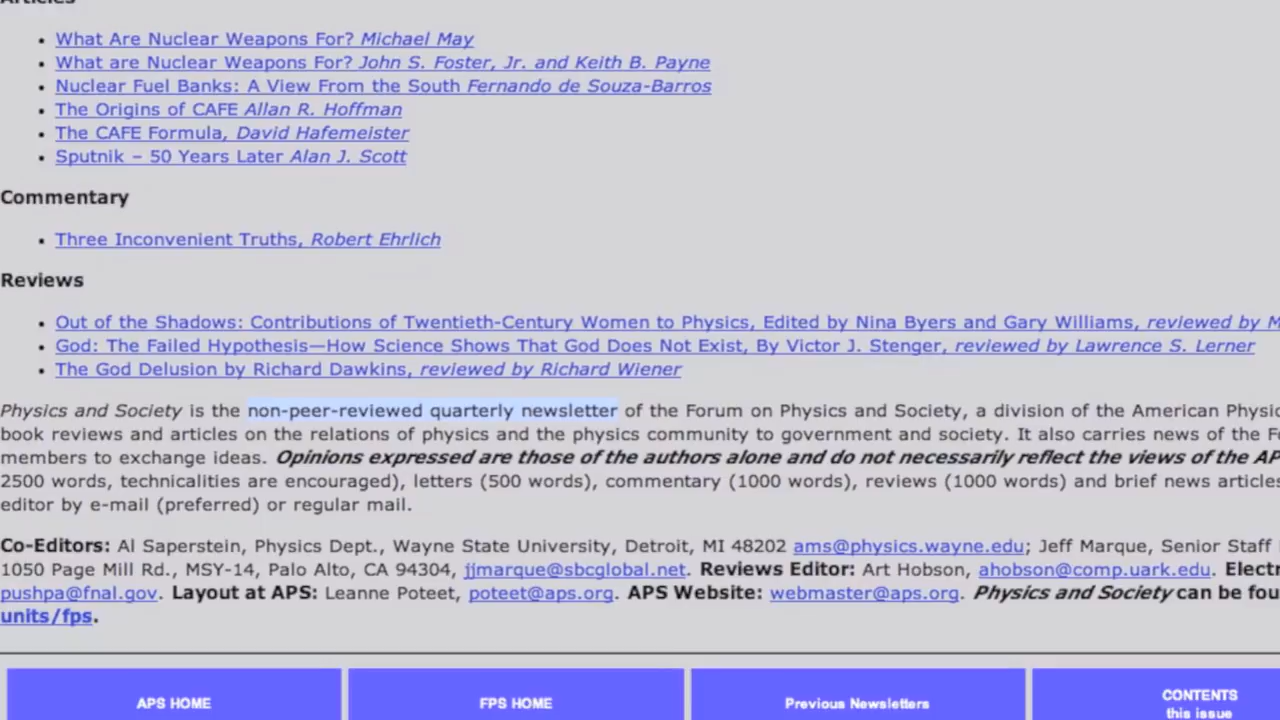 Articles
What Are Nuclear Weapons For? Michael May
What are Nuclear Weapons For? John S. Foster, Jr. and Keith B. Payne
Nuclear Fuel Banks: A View From the South Fernando de Souza-Barros
The Origins of CAFE Allan R. Hoffman
The CAFE Formula, David Hafemeister
Sputnik – 50 Years Later Alan J. Scott
Commentary
Three Inconvenient Truths, Robert Ehrlich
Reviews
Out of the Shadows: Contributions of Twentieth-Century Women to Physics, Edited by Nina Byers and Gary Williams, reviewed by
God: The Failed Hypothesis—How Science Shows That God Does Not Exist, By Victor J. Stenger, reviewed by Lawrence S. Lerner
The God Delusion by Richard Dawkins, reviewed by Richard Wiener
Physics and Society is the non-peer-reviewed quarterly newsletter of the Forum on Physics and Society, a division of the American
book reviews and articles on the relations of physics and the physics community to government and society. It also carries news of the
members to exchange ideas. Opinions expressed are those of the authors alone and do not necessarily reflect the views of the
2500 words, technicalities are encouraged), letters (500 words), commentary (1000 words), reviews (1000 words) and brief news articles
editor by e-mail (preferred) or regular mail.
Co-Editors: Al Saperstein, Physics Dept., Wayne State University, Detroit, MI 48202 ams@physics.wayne.edu; Jeff Marque, Senior Staff
1050 Page Mill Rd., MSY-14, Palo Alto, CA 94304, jjmarque@sbcglobal.net. Reviews Editor: Art Hobson, ahobson@comp.uark.edu.
pushpa@fnal.gov. Layout at APS: Leanne Poteet, poteet@aps.org. APS Website: webmaster@aps.org. Physics and Society can be
units/fps.
APS HOME FPS HOME Previous Newsletters CONTENTS
this issue